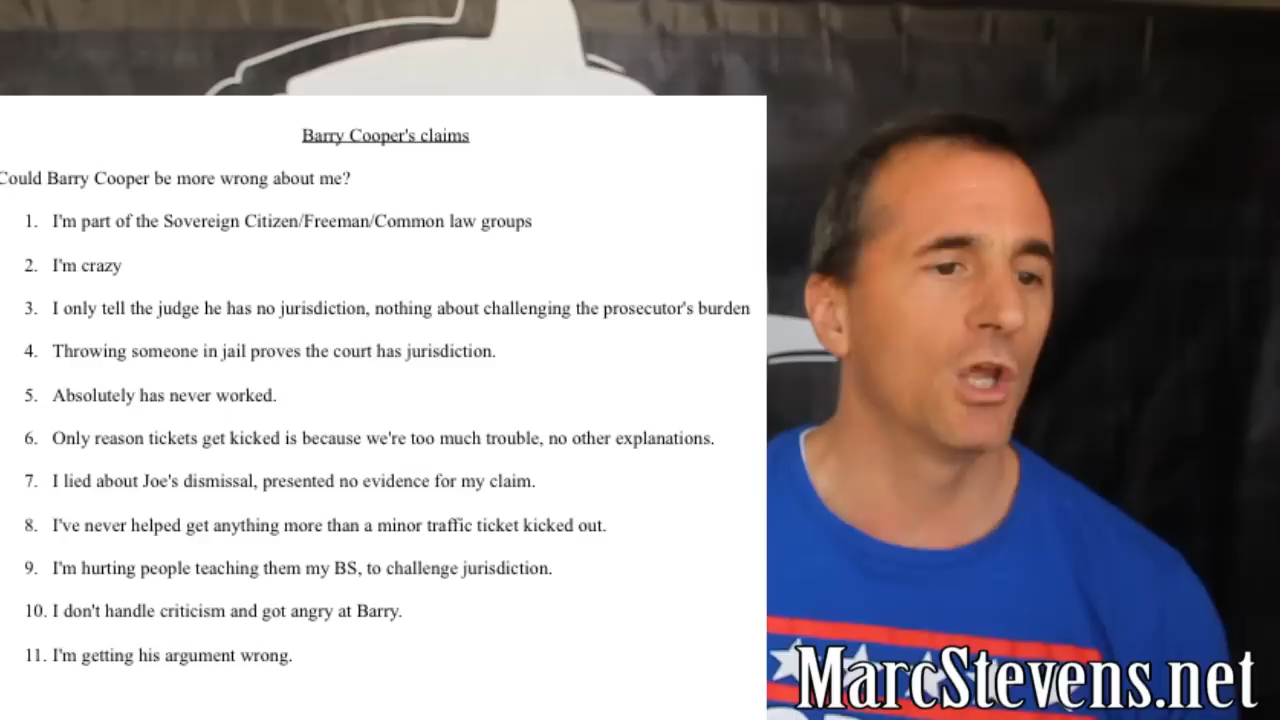 Barry Cooper's claims
Could Barry Cooper be more wrong about me?
1. I'm part of the Sovereign Citizen/Freeman/Common law groups
2. I'm crazy
3. I only tell the judge he has no jurisdiction, nothing about challenging the prosecutor's burden
4. Throwing someone in jail proves the court has jurisdiction.
5. Absolutely has never worked.
6. Only reason tickets get kicked is because we're too much trouble, no other explanations.
7. I lied about Joe's dismissal, presented no evidence for my claim.
8. I've never helped get anything more than a minor traffic ticket kicked out.
9. I'm hurting people teaching them my BS, to challenge jurisdiction.
10. I don't handle criticism and got angry at Barry.
11. I'm getting his argument wrong.
MarcStevens.net